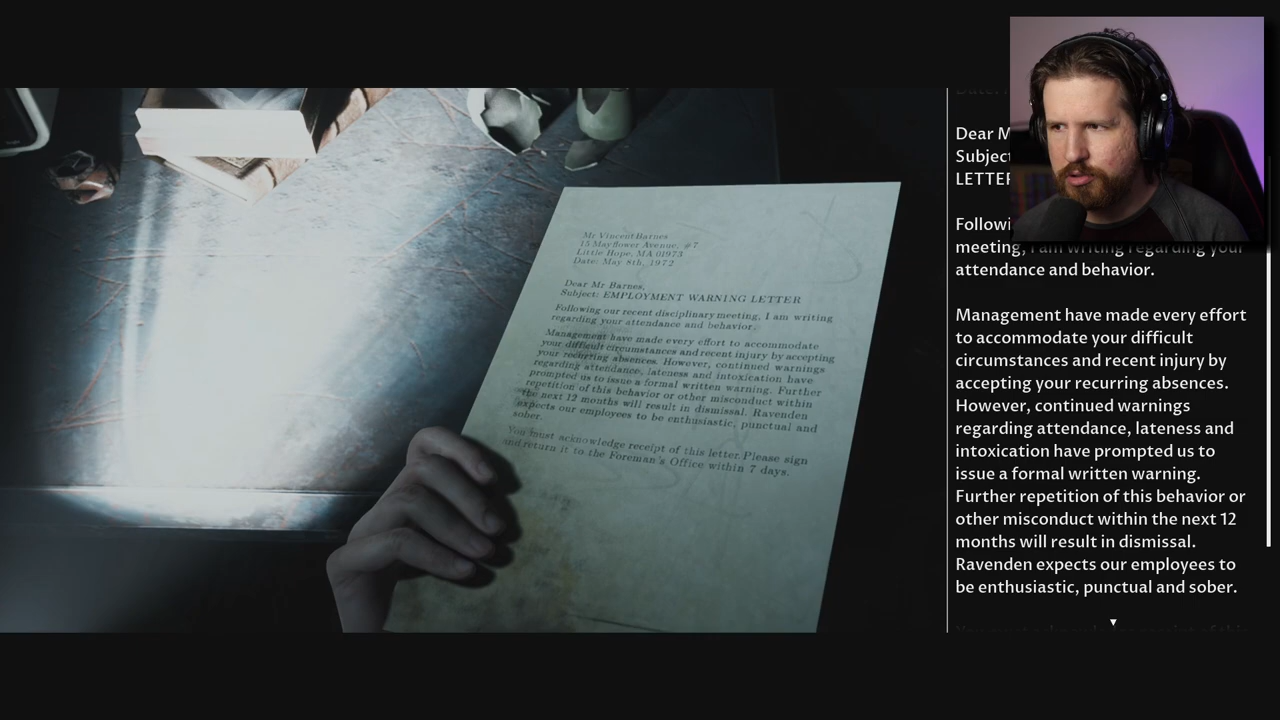 Mr Vincent Barnes
15 Mayflower Avenue, #7
Little Hope, MA 01973
Date: May 8th, 1972
Dear Mr Barnes,
Subject: EMPLOYMENT WARNING LETTER
Following our recent disciplinary meeting, I am writing
regarding your attendance and behavior.
Management have made every effort to accommodate
your difficult circumstances and recent injury by accepting
your recurring absences. However, continued warnings
regarding attendance, lateness and intoxication have
prompted us to issue a formal written warning. Further
repetition of this behavior or other misconduct within
the next 12 months will result in dismissal. Ravenden
expects our employees to be enthusiastic, punctual and
sober.
You must acknowledge receipt of this letter. Please sign
and return it to the Foreman's Office within 7 days.
Date:
Dear M
Subject
LETTER
Followi
meeting, I am writing regarding your
attendance and behavior.
Management have made every effort
to accommodate your difficult
circumstances and recent injury by
accepting your recurring absences.
However, continued warnings
regarding attendance, lateness and
intoxication have prompted us to
issue a formal written warning.
Further repetition of this behavior or
other misconduct within the next 12
months will result in dismissal.
Ravenden expects our employees to
be enthusiastic, punctual and sober.
You must acknowledge receipt of this